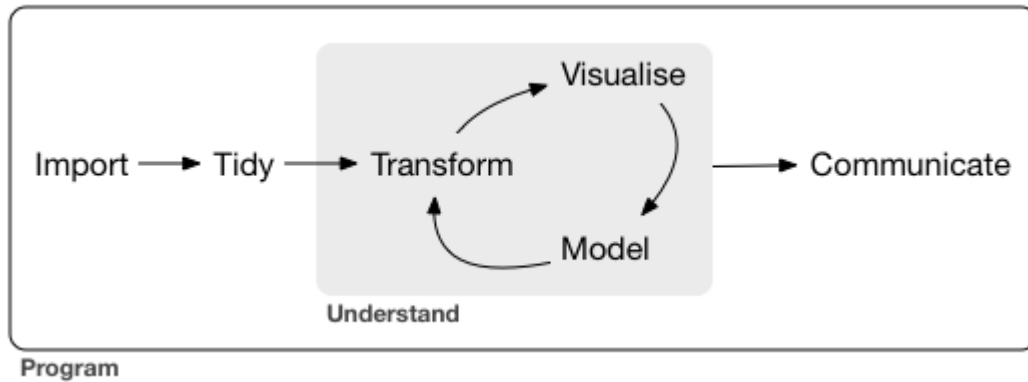 Visualise
Import
Tidy
Transform
Communicate
Model
Understand
Program